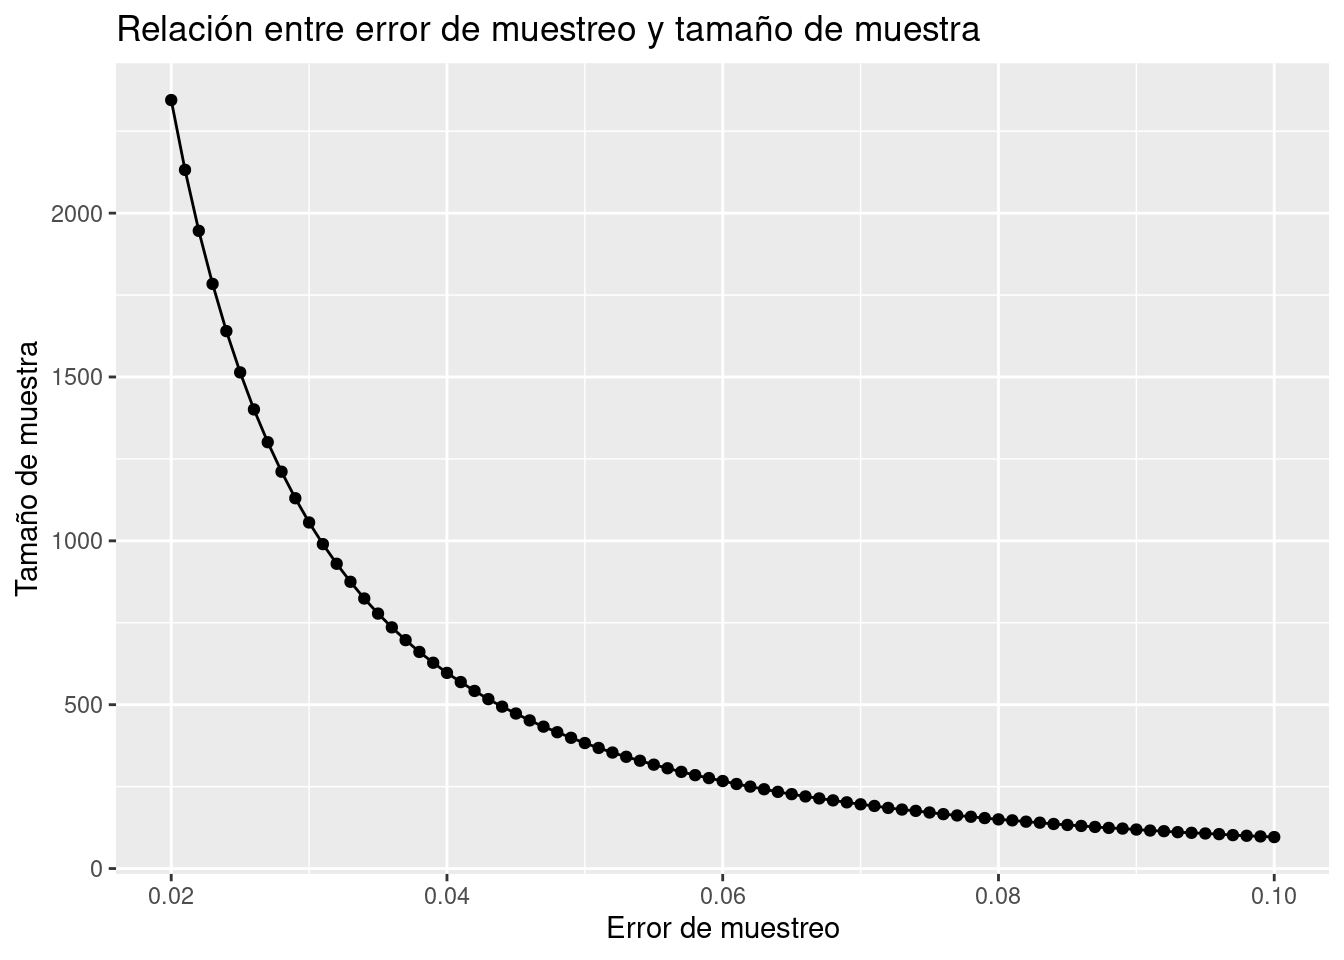 Relación entre error de muestreo y tamaño de muestra
Tamaño de muestra
2000
1500
1000
500
0
0.02 0.04 0.06 0.08 0.10
Error de muestreo